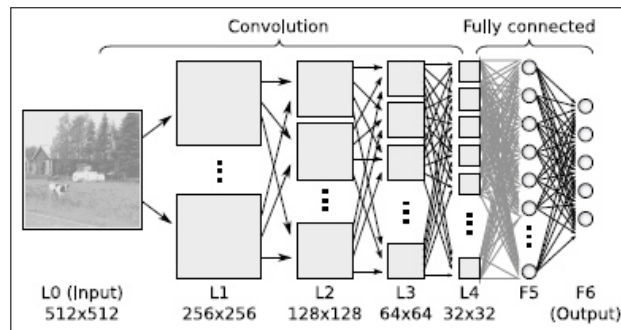 Convolution
Fully connected
L0 (Input)
512x512
L1
256x256
L2
128x128
L3
64x64
L4
32x32
F5
F6
(Output)